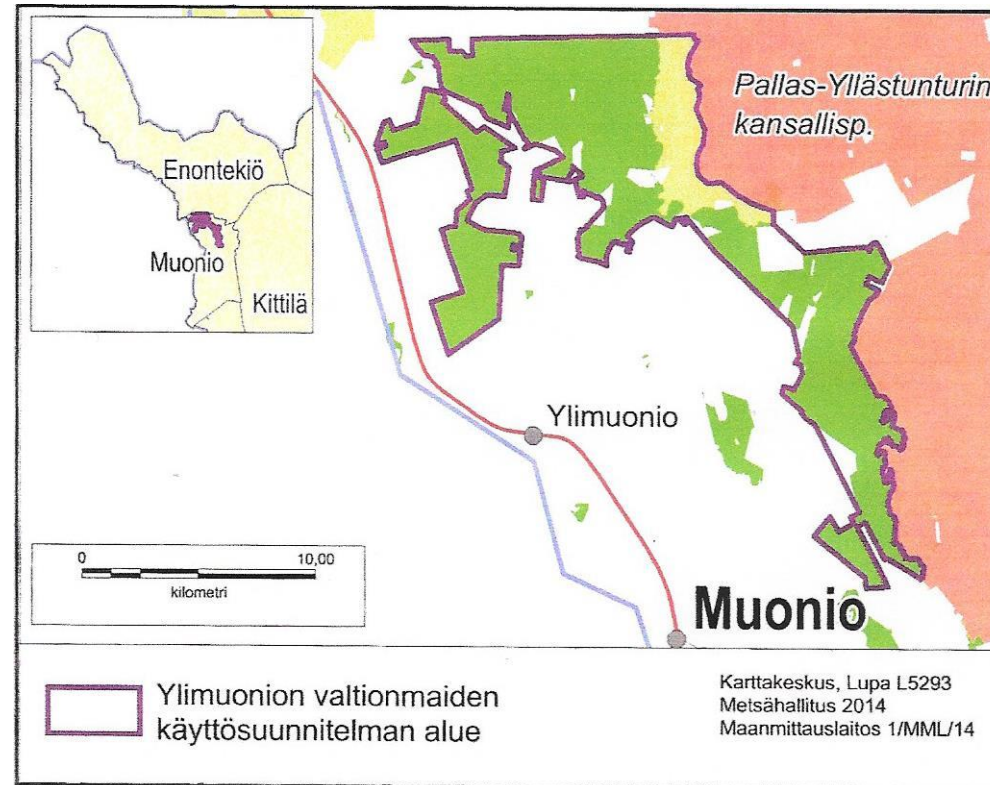 Enontekiö
Muonio
Kittilä
Pallas-Yllästunturin
kansallisp.
Ylimuonio
Muonio
0 10,00
kilometri
Ylimuonion valtionmaiden
käyttösuunnitelman alue
Karttakeskus, Lupa L5293
Metsähallitus 2014
Maanmittauslaitos 1/MML/14